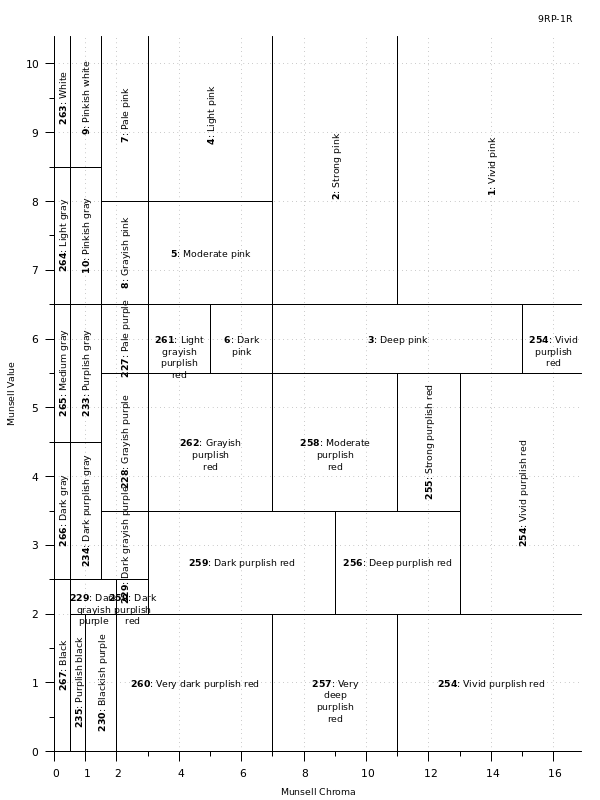 9RP-1R
10
9
8
7
6
5
4
3
2
1
0
Munsell Value
263: White
9: Pinkish white
7: Pale pink
4: Light pink
2: Strong pink
1: Vivid pink
264: Light gray
10: Pinkish gray
8: Grayish pink
5: Moderate pink
265: Medium gray
233: Purplish gray
227: Pale purple
261: Light
grayish
purplish
red
6: Dark
pink
3: Deep pink
254: Vivid
purplish
red
228: Grayish purple
262: Grayish
purplish
red
258: Moderate
purplish
red
255: Strong purplish red
254: Vivid purplish red
266: Dark gray
234: Dark purplish gray
229: Dark grayish purple
259: Dark purplish red
256: Deep purplish red
229: Dark
grayish
purple
259: Dark
purplish
red
267: Black
235: Purplish black
230: Blackish purple
260: Very dark purplish red
257: Very
deep
purplish
red
254: Vivid purplish red
0 1 2 4 6 8 10 12 14 16
Munsell Chroma